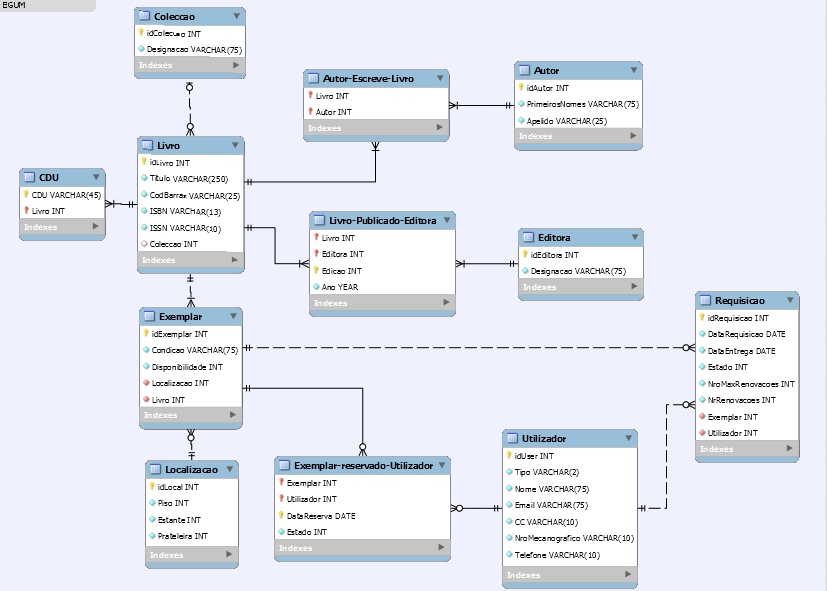 EGUM
Coleccao
idColeccao INT
Designacao VARCHAR(75)
Indexes
Autor-Escreve-Livro
Livro INT
Autor INT
Indexes
Autor
idAutor INT
PrimeirosNomes VARCHAR(75)
Apelido VARCHAR(25)
Indexes
CDU
CDU VARCHAR(45)
Livro INT
Indexes
Livro
idLivro INT
Titulo VARCHAR(250)
CodBarras VARCHAR(25)
ISBN VARCHAR(13)
ISSN VARCHAR(10)
Coleccao INT
Indexes
Livro-Publicado-Editora
Livro INT
Editora INT
Edicao INT
Ano YEAR
Indexes
Editora
idEditora INT
Designacao VARCHAR(75)
Indexes
Exemplar
idExemplar INT
Condicao VARCHAR(75)
Disponibilidade INT
Localizacao INT
Livro INT
Indexes
Requisicao
idRequisicao INT
DataRequisicao DATE
DataEntrega DATE
Estado INT
NroMaxRenovacoes INT
NrRenovacoes INT
Exemplar INT
Utilizador INT
Indexes
Localizacao
idLocal INT
Piso INT
Estante INT
Prateleira INT
Indexes
Exemplar-reservado-Utilizador
Exemplar INT
Utilizador INT
DataReserva DATE
Estado INT
Indexes
Utilizador
idUser INT
Tipo VARCHAR(2)
Nome VARCHAR(75)
Email VARCHAR(75)
CC VARCHAR(10)
NroMecanografico VARCHAR(10)
Telefone VARCHAR(10)
Indexes